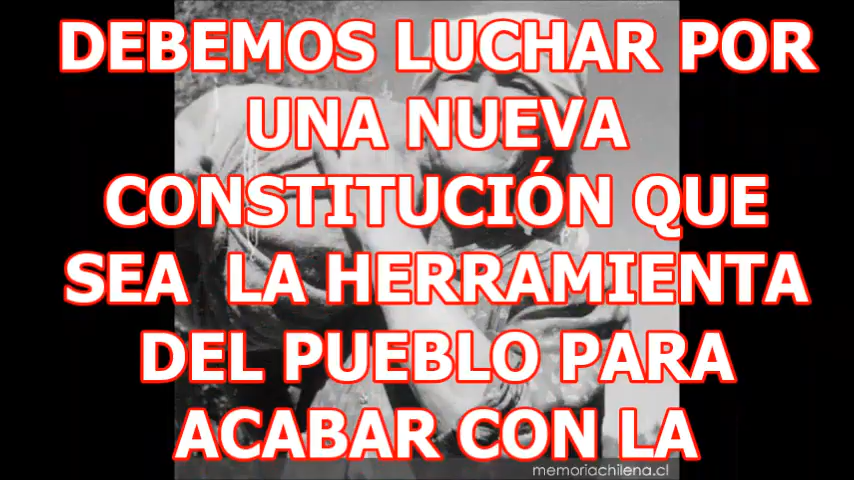 DEBEMOS LUCHAR POR
UNA NUEVA
CONSTITUCIÓN QUE
SEA LA HERRAMIENTA
DEL PUEBLO PARA
ACABAR CON LA
memoriachilena.cl